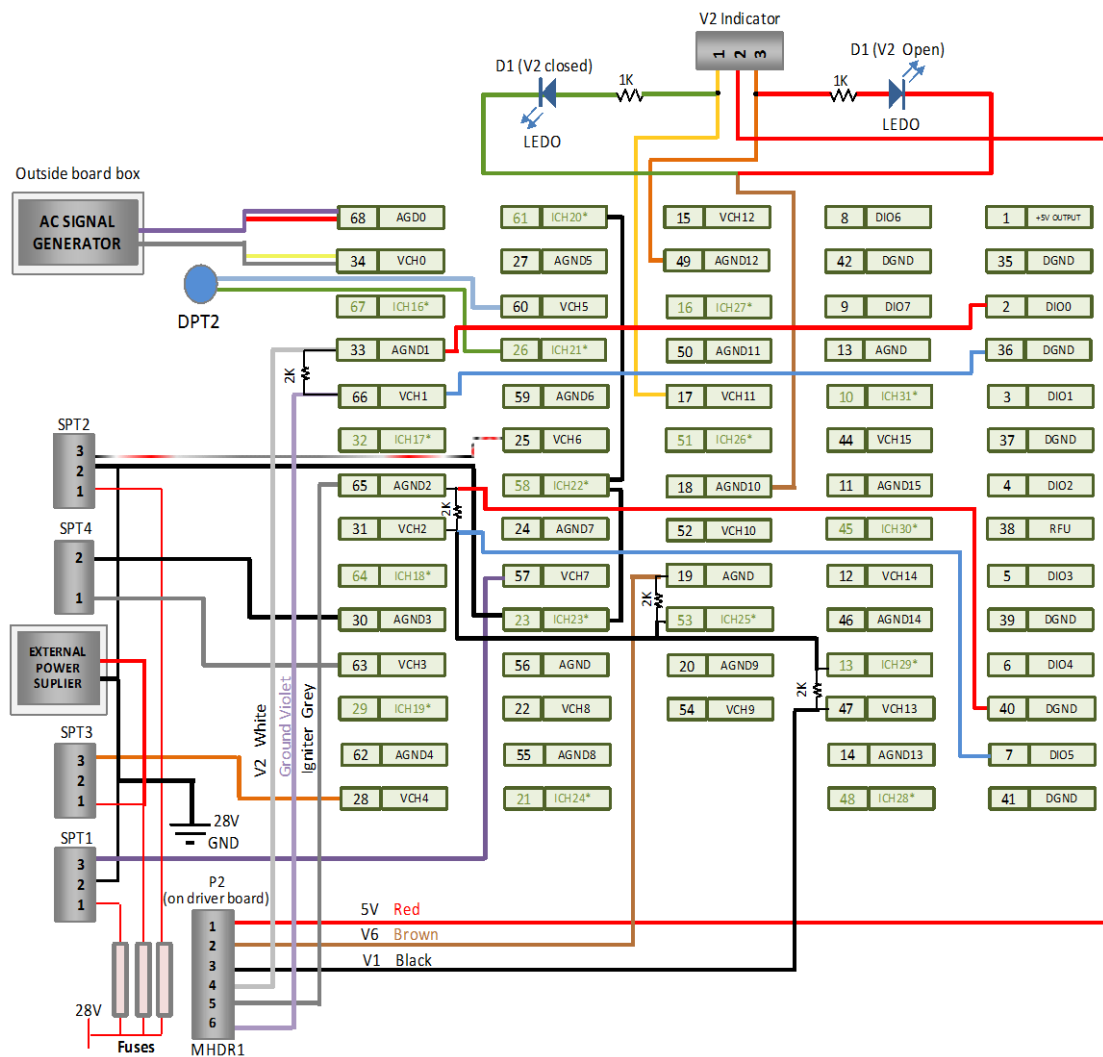 V2 Indicator
1 2 3
D1 (V2 closed)
1K
LEDO
D1 (V2 Open)
1K
LEDO
Outside board box
AC SIGNAL
GENERATOR
DPT2
68 AGD0
61 ICH20*
15 VCH12
8 DIO6
1 +5V OUTPUT
34 VCH0
27 AGND5
49 AGND12
42 DGND
35 DGND
67 ICH16*
60 VCH5
16 ICH27*
9 DIO7
2 DIO0
33 AGND1
26 ICH21*
50 AGND11
13 AGND
36 DGND
2K
66 VCH1
59 AGND6
17 VCH11
10 ICH31*
3 DIO1
32 ICH17*
25 VCH6
51 ICH26*
44 VCH15
37 DGND
65 AGND2
58 ICH22*
18 AGND10
11 AGND15
4 DIO2
2K
31 VCH2
24 AGND7
52 VCH10
45 ICH30*
38 RFU
64 ICH18*
57 VCH7
19 AGND
12 VCH14
5 DIO3
2K
30 AGND3
23 ICH23*
53 ICH25*
46 AGND14
39 DGND
63 VCH3
56 AGND
20 AGND9
13 ICH29*
6 DIO4
2K
29 ICH19*
22 VCH8
54 VCH9
47 VCH13
40 DGND
62 AGND4
55 AGND8
14 AGND13
7 DIO5
28 VCH4
21 ICH24*
48 ICH28*
41 DGND
SPT2
3
2
1
SPT4
2
1
EXTERNAL
POWER
SUPLIER
SPT3
3
2
1
28V
GND
SPT1
3
2
1
V2 White
Ground Violet
Igniter Grey
P2
(on driver board)
1
2
3
4
5
6
MHDR1
5V Red
V6 Brown
V1 Black
28V
Fuses